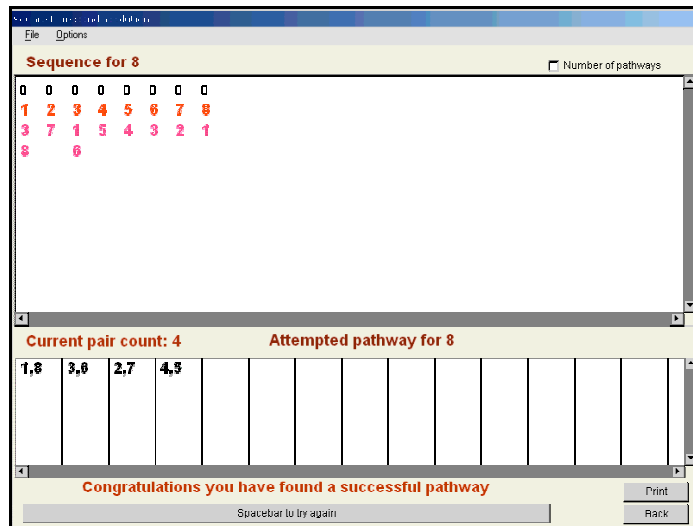 File Options
Sequence for 8
Number of pathways
0 0 0 0 0 0 0 0
1 2 3 4 5 6 7 8
3 7 1 5 4 3 2 1
8 6
Current pair count: 4 Attempted pathway for 8
1,8 3,6 2,7 4,5
Congratulations you have found a successful pathway
Print
Spacebar to try again Back